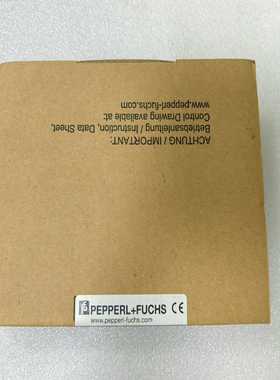 ACHTUNG / IMPORTANT:
Betriebsanleitung / Instruction, Data Sheet,
Control Drawing available at:
www.pepperl-fuchs.com
PEPPERL+FUCHS CE
www.pepperl-fuchs.com